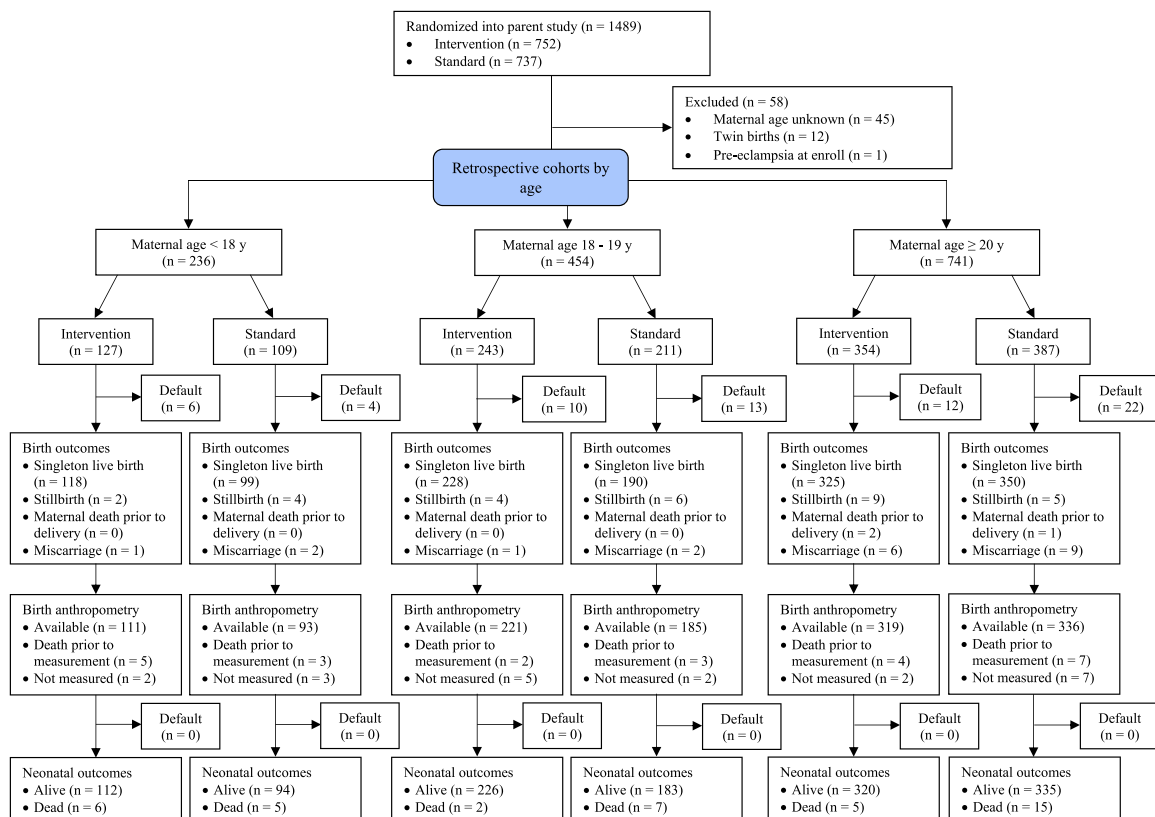 Randomized into parent study (n = 1489)
• Intervention (n = 752)
• Standard (n = 737)
Excluded (n = 58)
• Maternal age unknown (n = 45)
• Twin births (n = 12)
• Pre-eclampsia at enroll (n = 1)
Retrospective cohorts by
age
Maternal age < 18 y
(n = 236)
Maternal age 18 - 19 y
(n = 454)
Maternal age ≥ 20 y
(n = 741)
Intervention
(n = 127)
Standard
(n = 109)
Intervention
(n = 243)
Standard
(n = 211)
Intervention
(n = 354)
Standard
(n = 387)
Default
(n = 6)
Default
(n = 4)
Default
(n = 10)
Default
(n = 13)
Default
(n = 12)
Default
(n = 22)
Birth outcomes
• Singleton live birth
(n = 118)
• Stillbirth (n = 2)
• Maternal death prior to
delivery (n = 0)
• Miscarriage (n = 1)
Birth outcomes
• Singleton live birth
(n = 99)
• Stillbirth (n = 4)
• Maternal death prior to
delivery (n = 0)
• Miscarriage (n = 2)
Birth outcomes
• Singleton live birth
(n = 228)
• Stillbirth (n = 4)
• Maternal death prior to
delivery (n = 0)
• Miscarriage (n = 1)
Birth outcomes
• Singleton live birth
(n = 190)
• Stillbirth (n = 6)
• Maternal death prior to
delivery (n = 0)
• Miscarriage (n = 2)
Birth outcomes
• Singleton live birth
(n = 325)
• Stillbirth (n = 9)
• Maternal death prior to
delivery (n = 2)
• Miscarriage (n = 6)
Birth outcomes
• Singleton live birth
(n = 350)
• Stillbirth (n = 5)
• Maternal death prior to
delivery (n = 1)
• Miscarriage (n = 9)
Birth anthropometry
• Available (n = 111)
• Death prior to
measurement (n = 5)
• Not measured (n = 2)
Birth anthropometry
• Available (n = 93)
• Death prior to
measurement (n = 3)
• Not measured (n = 3)
Birth anthropometry
• Available (n = 221)
• Death prior to
measurement (n = 2)
• Not measured (n = 5)
Birth anthropometry
• Available (n = 185)
• Death prior to
measurement (n = 3)
• Not measured (n = 2)
Birth anthropometry
• Available (n = 319)
• Death prior to
measurement (n = 4)
• Not measured (n = 2)
Birth anthropometry
• Available (n = 336)
• Death prior to
measurement (n = 7)
• Not measured (n = 7)
Default
(n = 0)
Default
(n = 0)
Default
(n = 0)
Default
(n = 0)
Default
(n = 0)
Default
(n = 0)
Neonatal outcomes
• Alive (n = 112)
• Dead (n = 6)
Neonatal outcomes
• Alive (n = 94)
• Dead (n = 5)
Neonatal outcomes
• Alive (n = 226)
• Dead (n = 2)
Neonatal outcomes
• Alive (n = 183)
• Dead (n = 7)
Neonatal outcomes
• Alive (n = 320)
• Dead (n = 5)
Neonatal outcomes
• Alive (n = 335)
• Dead (n = 15)